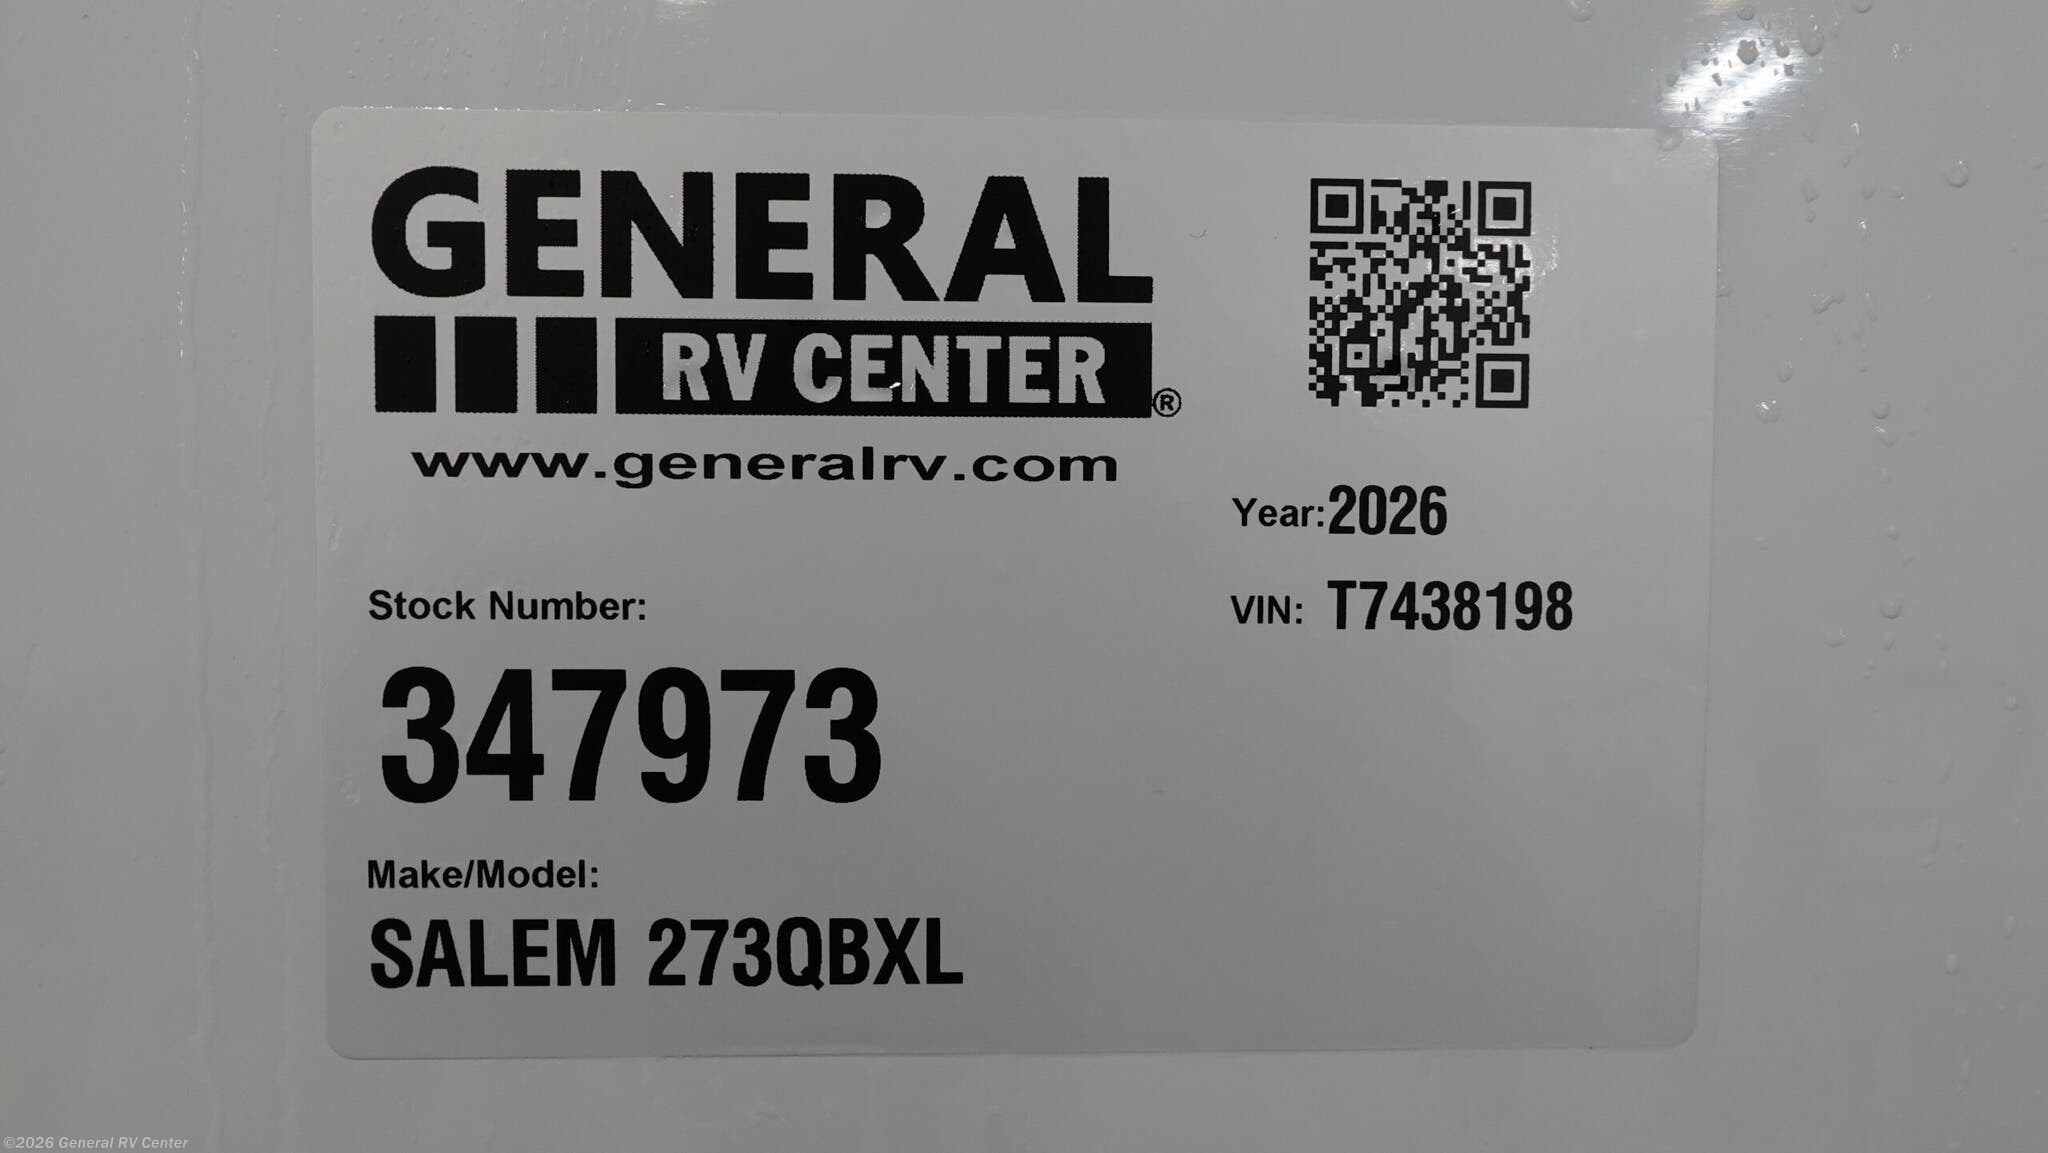 GENERAL
RV CENTER®
www.generalrv.com
Year: 2026
VIN: T7438198
Stock Number:
347973
Make/Model:
SALEM 273QBXL
©2026 General RV Center